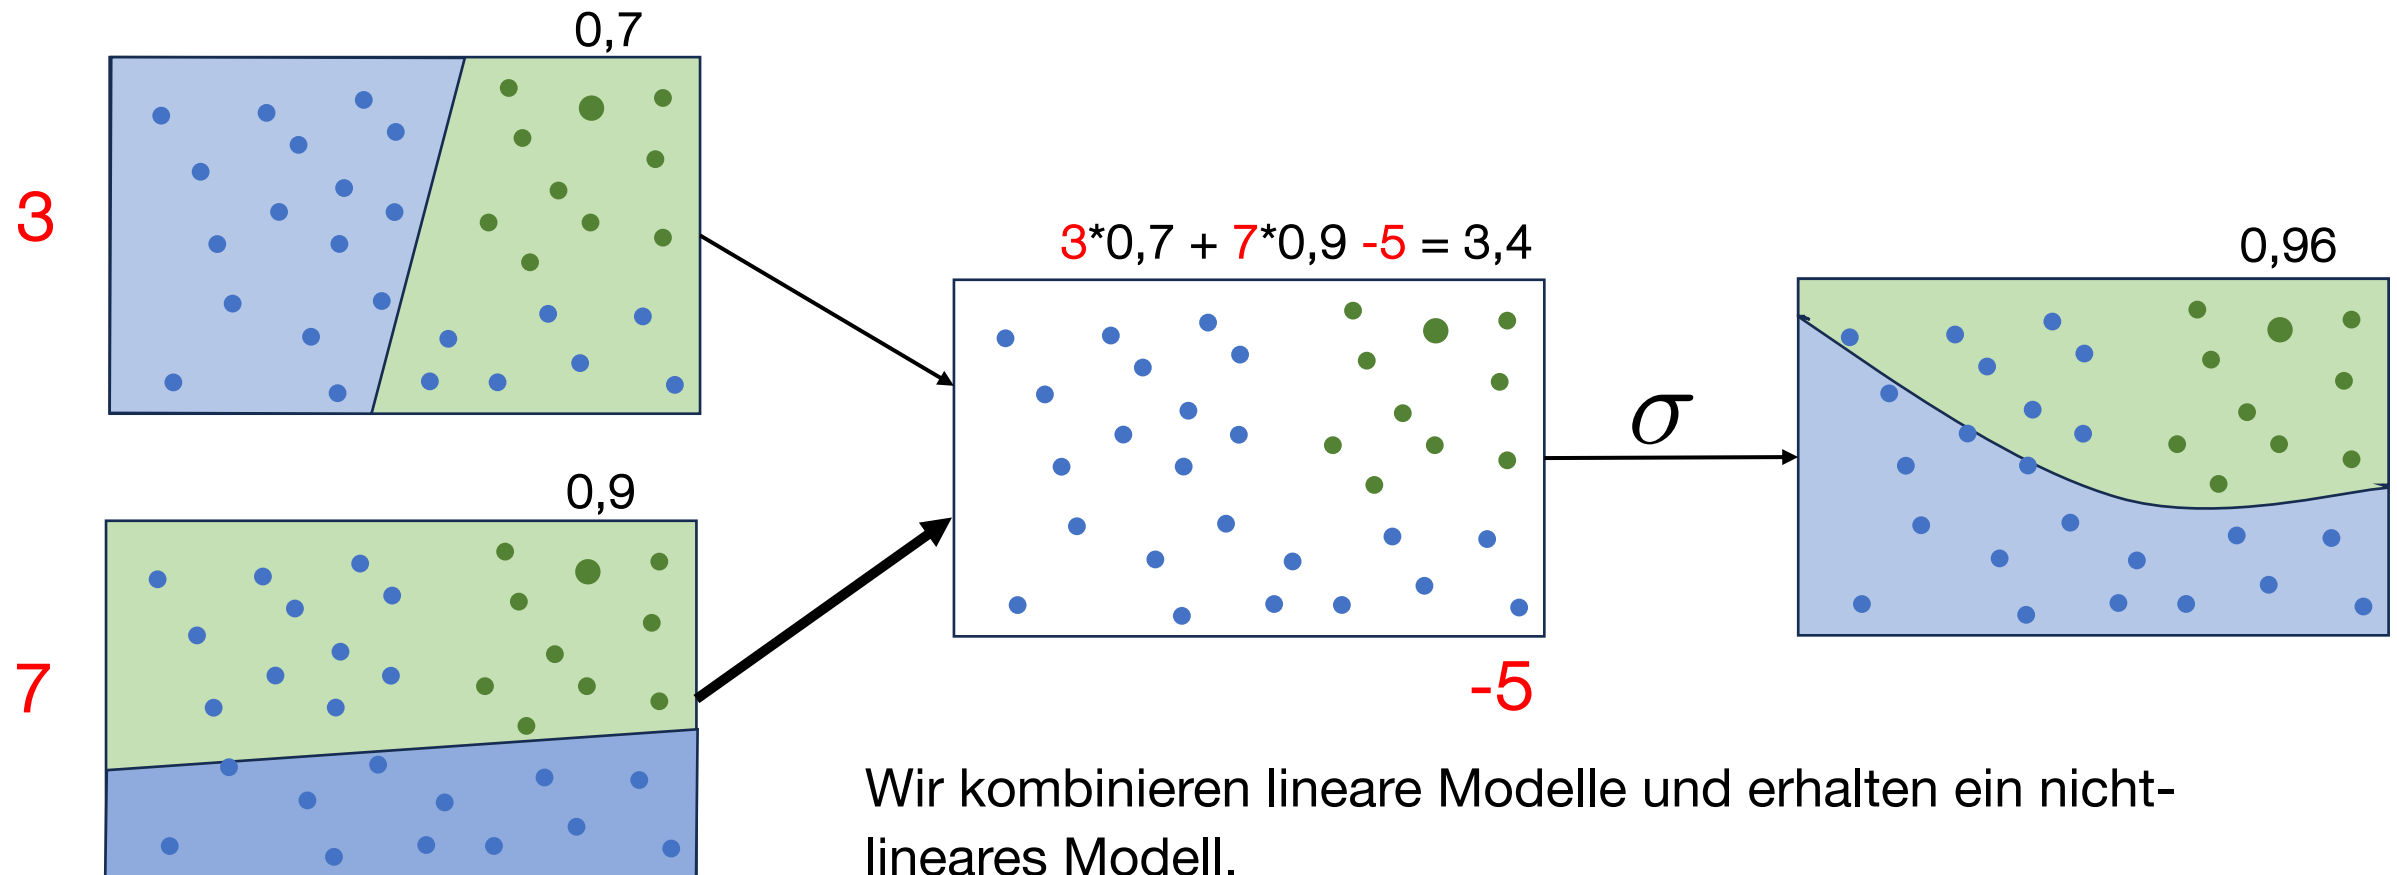 0,7
3
3*0,7 + 7*0,9 -5 = 3,4
0,96
σ
0,9
7
-5
Wir kombinieren lineare Modelle und erhalten ein nicht-
lineares Modell.